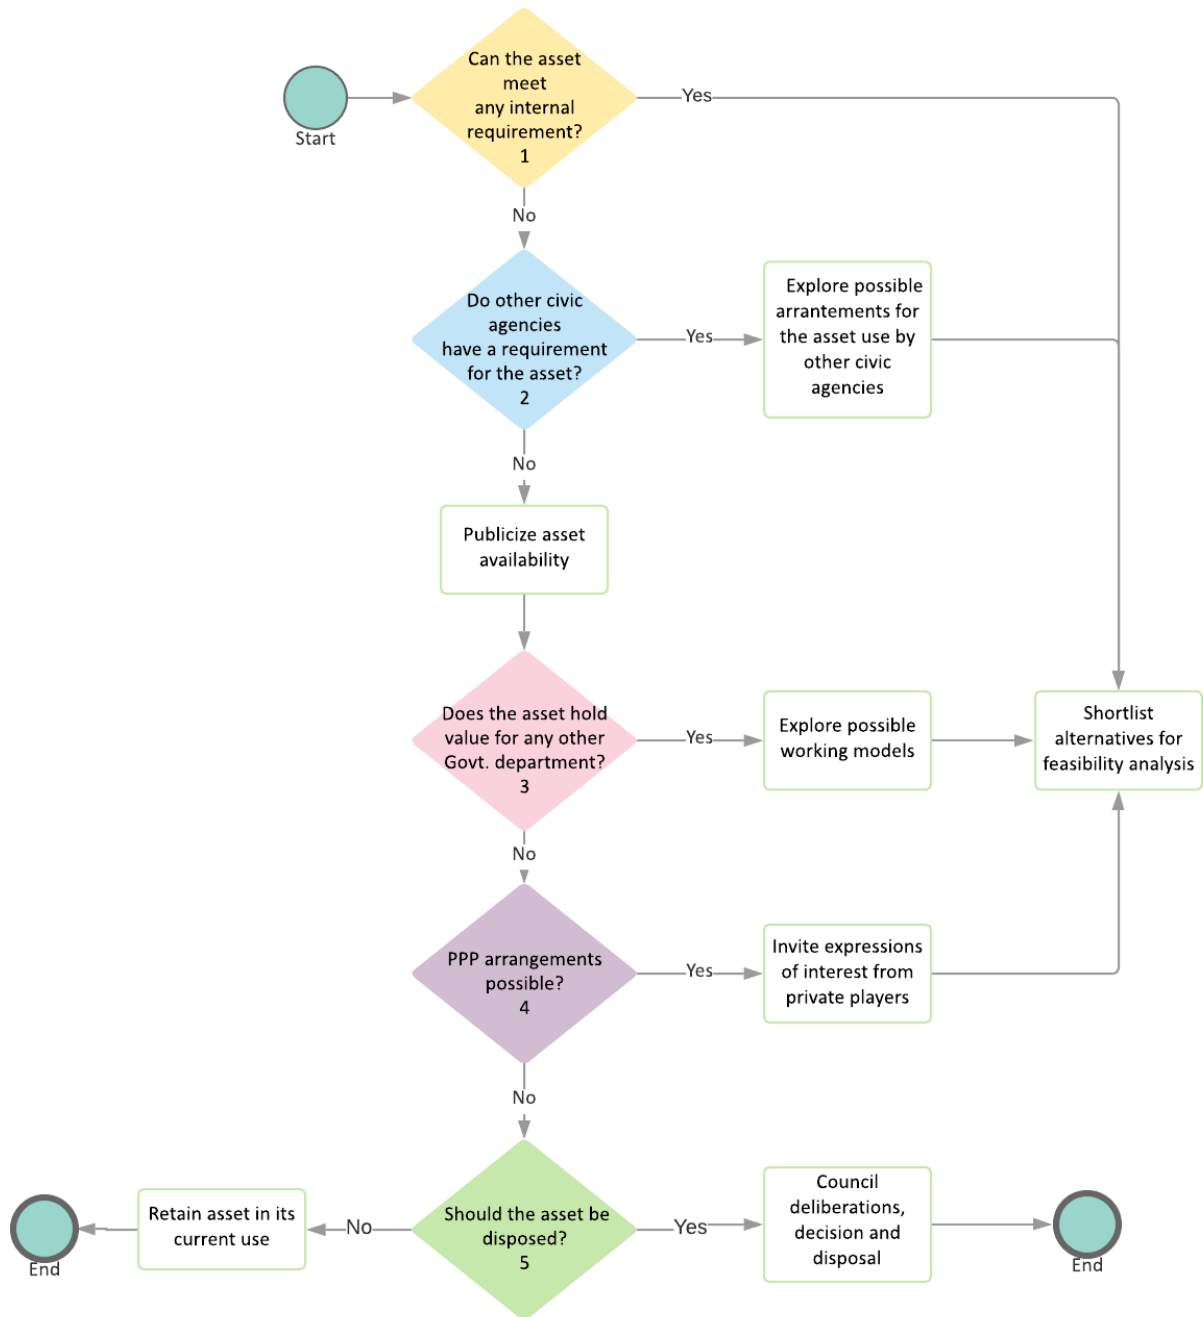 Can the asset
meet
any internal
requirement?
1
Yes
Start
No
Do other civic
agencies
have a requirement
for the asset?
2
Yes
Explore possible
arrantements for
the asset use by
other civic
agencies
No
Publicize asset
availability
Does the asset hold
value for any other
Govt. department?
3
Yes
Explore possible
working models
Shortlist
alternatives for
feasibility analysis
No
PPP arrangements
possible?
4
Yes
Invite expressions
of interest from
private players
No
Should the asset be
disposed?
5
No
Retain asset in its
current use
End
Yes
Council
deliberations,
decision and
disposal
End